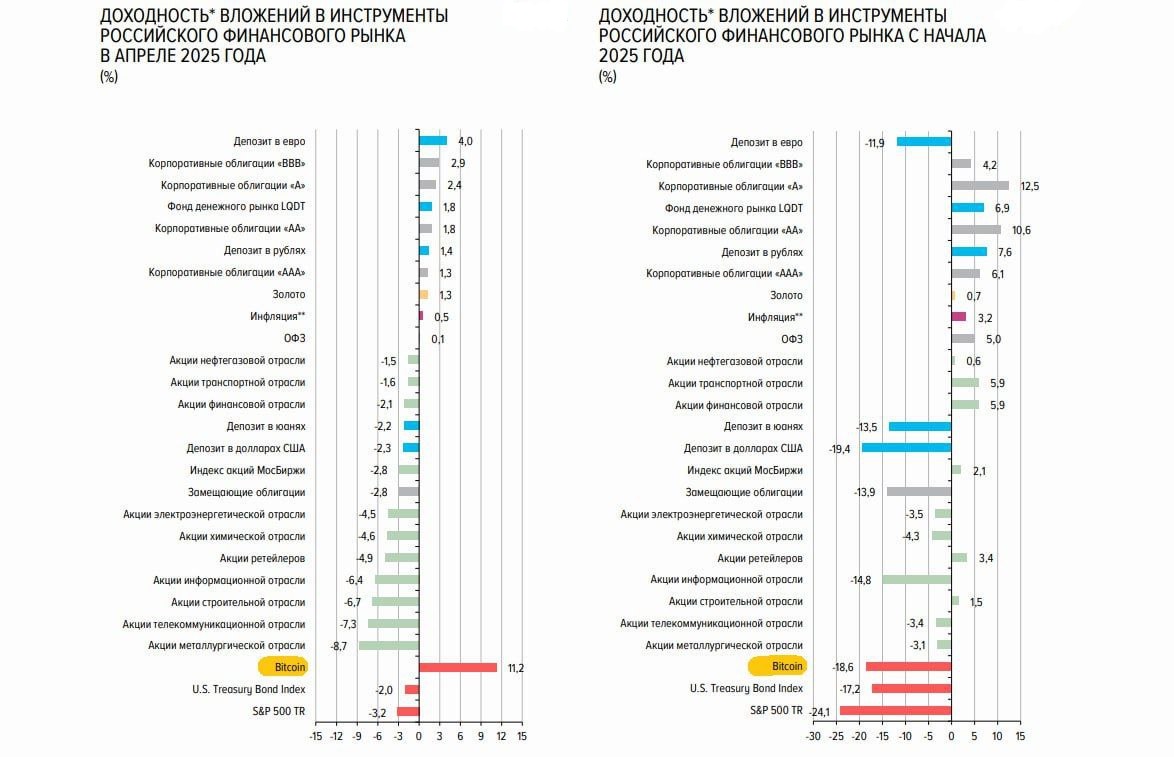 ДОХОДНОСТЬ* ВЛОЖЕНИЙ В ИНСТРУМЕНТЫ
РОССИЙСКОГО ФИНАНСОВОГО РЫНКА
В АПРЕЛЕ 2025 ГОДА
(%)
Депозит в евро 4,0
Корпоративные облигации «BBB» 2,9
Корпоративные облигации «A» 2,4
Фонд денежного рынка LQDT 1,8
Корпоративные облигации «AA» 1,8
Депозит в рублях 1,4
Корпоративные облигации «AAA» 1,3
Золото 1,3
Инфляция** 0,5
ОФЗ 0,1
Акции нефтегазовой отрасли -1,5
Акции транспортной отрасли -1,6
Акции финансовой отрасли -2,1
Депозит в юанях -2,2
Депозит в долларах США -2,3
Индекс акций МосБиржи -2,8
Замещающие облигации -2,8
Акции электроэнергетической отрасли -4,5
Акции химической отрасли -4,6
Акции ретейлеров -4,9
Акции информационной отрасли -6,4
Акции строительной отрасли -6,7
Акции телекоммуникационной отрасли -7,3
Акции металлургической отрасли -8,7
Bitcoin 11,2
U.S. Treasury Bond Index -2,0
S&P 500 TR -3,2
-15 -12 -9 -6 -3 0 3 6 9 12 15
ДОХОДНОСТЬ* ВЛОЖЕНИЙ В ИНСТРУМЕНТЫ
РОССИЙСКОГО ФИНАНСОВОГО РЫНКА С НАЧАЛА
2025 ГОДА
(%)
Депозит в евро -11,9
Корпоративные облигации «BBB» 4,2
Корпоративные облигации «A» 12,5
Фонд денежного рынка LQDT 6,9
Корпоративные облигации «AA» 10,6
Депозит в рублях 7,6
Корпоративные облигации «AAA» 6,1
Золото 0,7
Инфляция** 3,2
ОФЗ 5,0
Акции нефтегазовой отрасли 0,6
Акции транспортной отрасли 5,9
Акции финансовой отрасли 5,9
Депозит в юанях -13,5
Депозит в долларах США -19,4
Индекс акций МосБиржи 2,1
Замещающие облигации -13,9
Акции электроэнергетической отрасли -3,5
Акции химической отрасли -4,3
Акции ретейлеров 3,4
Акции информационной отрасли -14,8
Акции строительной отрасли 1,5
Акции телекоммуникационной отрасли -3,4
Акции металлургической отрасли -3,1
Bitcoin -18,6
U.S. Treasury Bond Index -17,2
S&P 500 TR -24,1
-30 -25 -20 -15 -10 -5 0 5 10 15